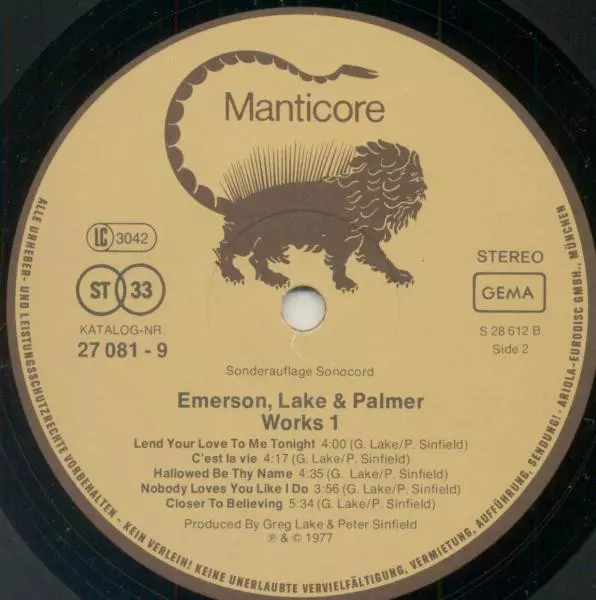 Manticore
LC 3042
ST 33
KATALOG-NR.
27 081 - 9
STEREO
GEMA
S 28 612 B
Side 2
Sonderauflage Sonocord
Emerson, Lake & Palmer
Works 1
Lend Your Love To Me Tonight 4:00 (G. Lake/P. Sinfield)
C'est la vie 4:17 (G. Lake/P. Sinfield)
Hallowed Be Thy Name 4:35 (G. Lake/P. Sinfield)
Nobody Loves You Like I Do 3:56 (G. Lake/P. Sinfield)
Closer To Believing 5:34 (G. Lake/P. Sinfield)
Produced By Greg Lake & Peter Sinfield
℗ & © 1977
ALLE URHEBER- UND LEISTUNGSSCHUTZRECHTE VORBEHALTEN - KEIN VERLEIH! KEINE UNERLAUBTE VERVIELFÄLTIGUNG, VERMIETUNG, AUFFÜHRUNG, SENDUNG! · ARIOLA-EURODISC GMBH., MÜNCHEN